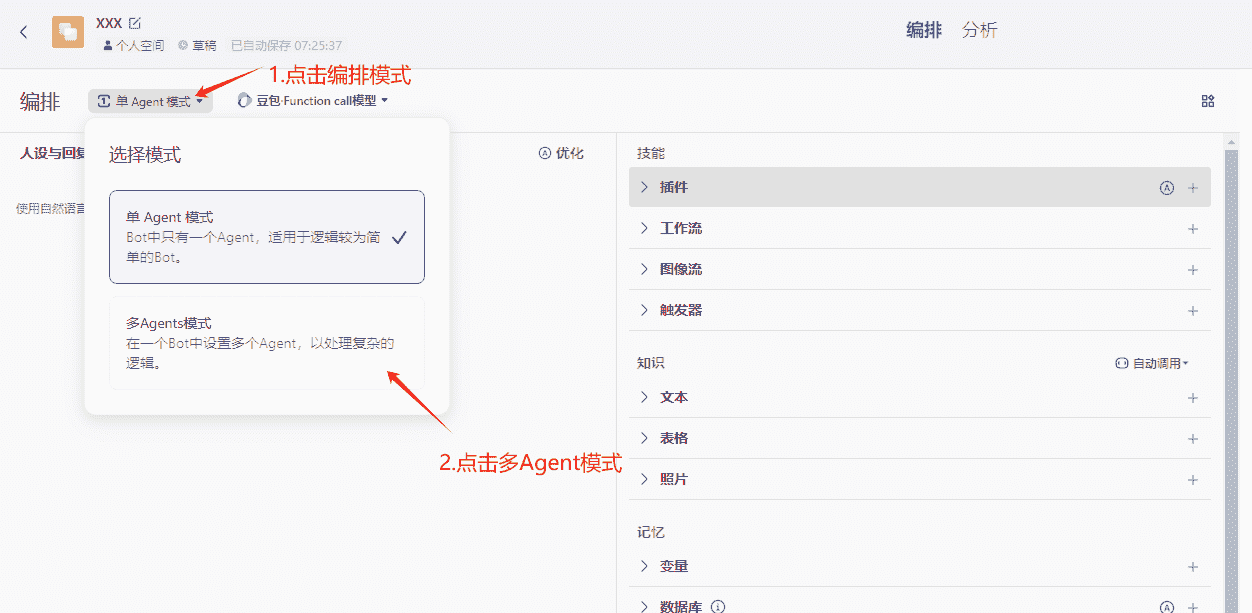 XXX
个人空间 草稿 已自动保存 07:25:37
编排 分析
1.点击编排模式
编排 单 Agent 模式 豆包·Function call模型
人设与回复
优化
使用自然语言
选择模式
单 Agent 模式
Bot中只有一个Agent，适用于逻辑较为简
单的Bot。
多Agents模式
在一个Bot中设置多个Agent，以处理复杂的
逻辑。
2.点击多Agent模式
技能
插件
工作流
图像流
触发器
知识 自动调用
文本
表格
照片
记忆
变量
数据库